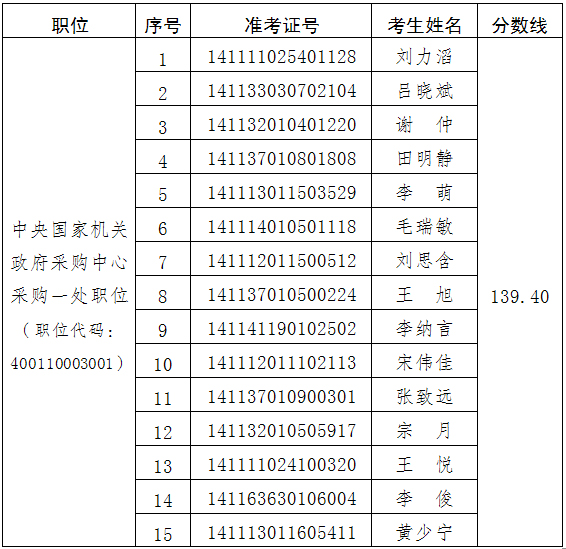 职位 序号 准考证号 考生姓名 分数线
中央国家机关
政府采购中心
采购一处职位
（职位代码：
400110003001）
1 141111025401128 刘力滔
2 141133030702104 吕晓斌
3 141132010401220 谢　仲
4 141137010801808 田明静
5 141113011503529 李　萌
6 141114010501118 毛瑞敏
7 141112011500512 刘思含
8 141137010500224 王　旭
9 141141190102502 李纳言
10 141112011102113 宋伟佳
11 141137010900301 张致远
12 141132010505917 宗　月
13 141111024100320 王　悦
14 141163630106004 李　俊
15 141113011605411 黄少宁
139.40